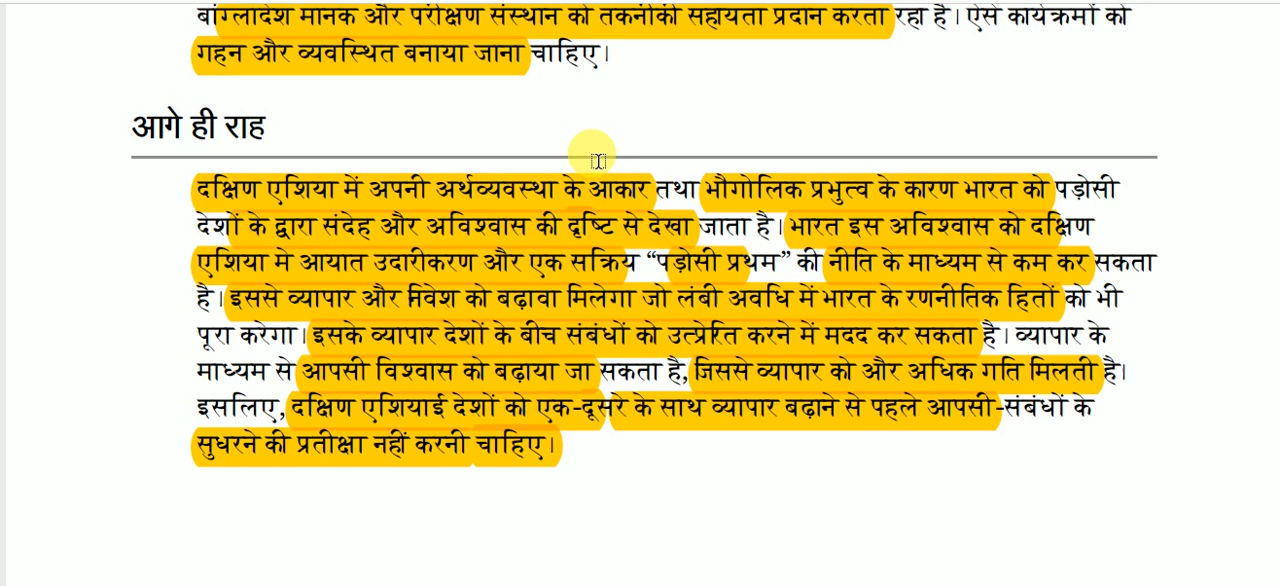 बांग्लादेश मानक और परीक्षण संस्थान को तकनीकी सहायता प्रदान करता रहा है। ऐसे कार्यक्रमों को
गहन और व्यवस्थित बनाया जाना चाहिए।
आगे ही राह
दक्षिण एशिया में अपनी अर्थव्यवस्था के आकार तथा भौगोलिक प्रभुत्व के कारण भारत को पड़ोसी
देशों के द्वारा संदेह और अविश्वास की दृष्टि से देखा जाता है। भारत इस अविश्वास को दक्षिण
एशिया मे आयात उदारीकरण और एक सक्रिय “पड़ोसी प्रथम” की नीति के माध्यम से कम कर सकता
है। इससे व्यापार और निवेश को बढ़ावा मिलेगा जो लंबी अवधि में भारत के रणनीतिक हितों को भी
पूरा करेगा। इसके व्यापार देशों के बीच संबंधों को उत्प्रेरित करने में मदद कर सकता है। व्यापार के
माध्यम से आपसी विश्वास को बढ़ाया जा सकता है, जिससे व्यापार को और अधिक गति मिलती है।
इसलिए, दक्षिण एशियाई देशों को एक-दूसरे के साथ व्यापार बढ़ाने से पहले आपसी-संबंधों के
सुधरने की प्रतीक्षा नहीं करनी चाहिए।